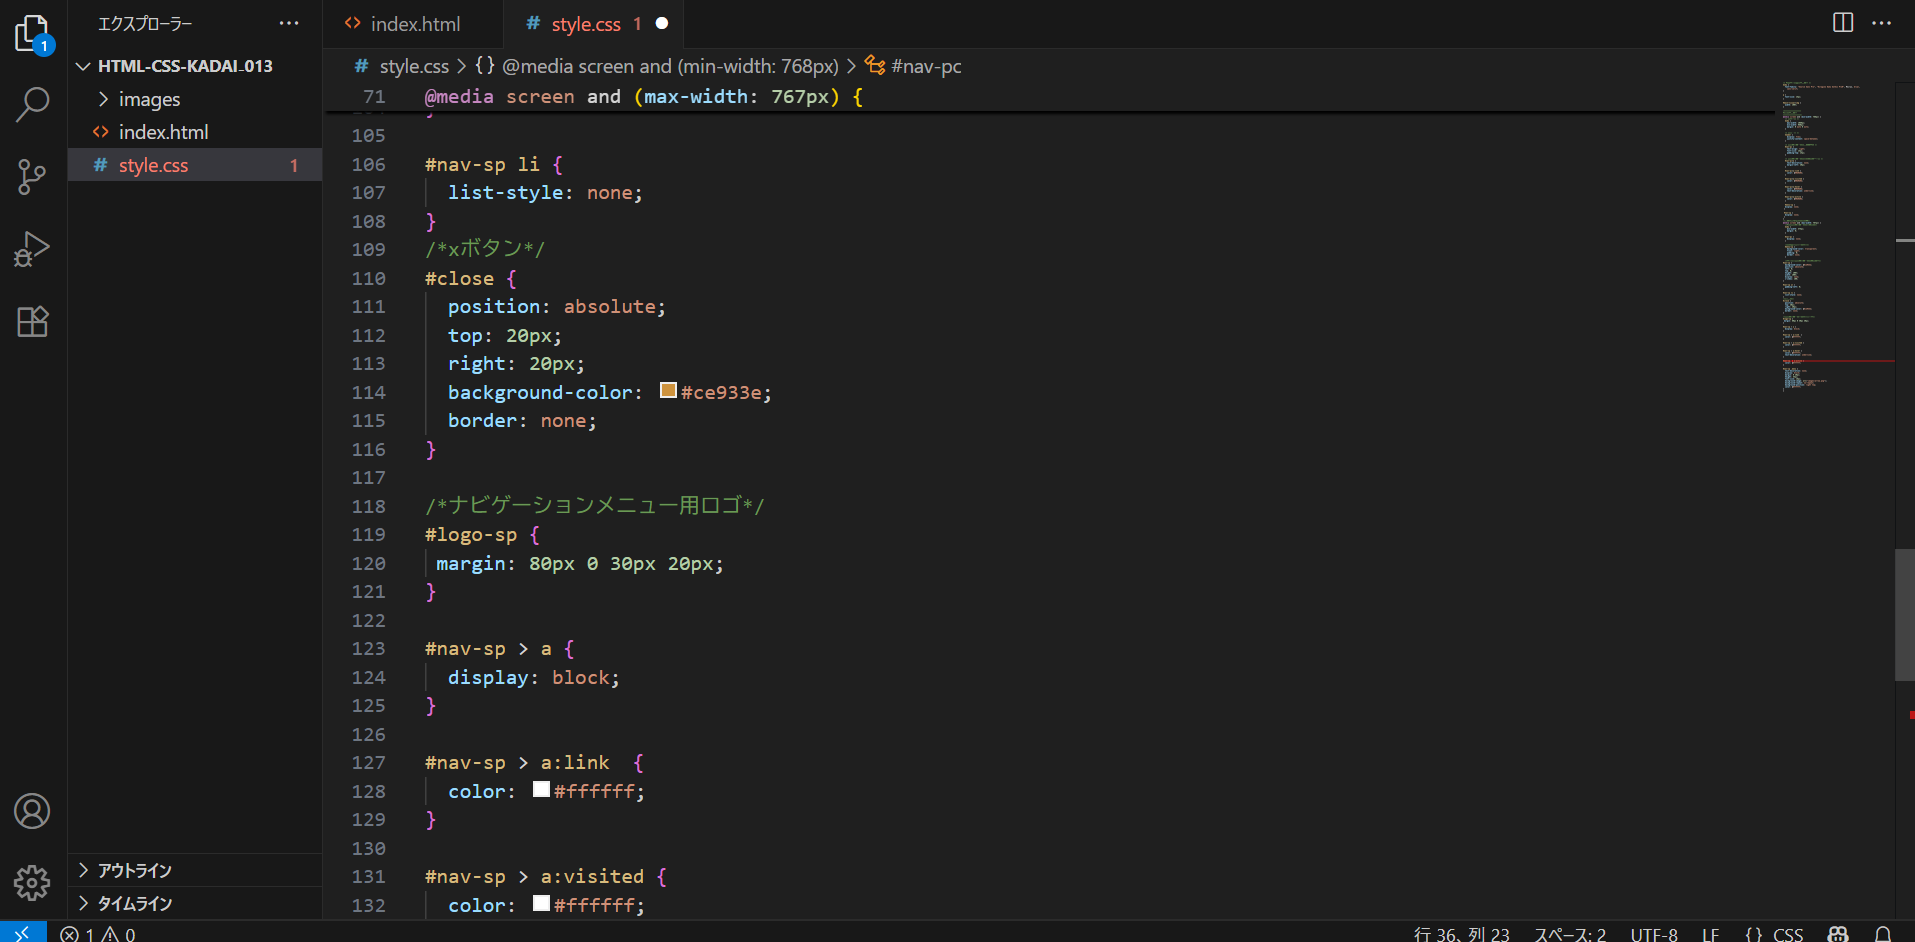 エクスプローラー
1
HTML-CSS-KADAI-013
images
index.html
style.css 1
index.html
style.css 1
style.css > {} @media screen and (min-width: 768px) > #nav-pc
71 @media screen and (max-width: 767px) {
105
106 #nav-sp li {
107 list-style: none;
108 }
109 /*xボタン*/
110 #close {
111 position: absolute;
112 top: 20px;
113 right: 20px;
114 background-color: #ce933e;
115 border: none;
116 }
117
118 /*ナビゲーションメニュー用ロゴ*/
119 #logo-sp {
120 margin: 80px 0 30px 20px;
121 }
122
123 #nav-sp > a {
124 display: block;
125 }
126
127 #nav-sp > a:link  {
128 color: #ffffff;
129 }
130
131 #nav-sp > a:visited {
132 color: #ffffff;
アウトライン
タイムライン
1 0
行 36、列 23 スペース: 2 UTF-8 LF {} CSS